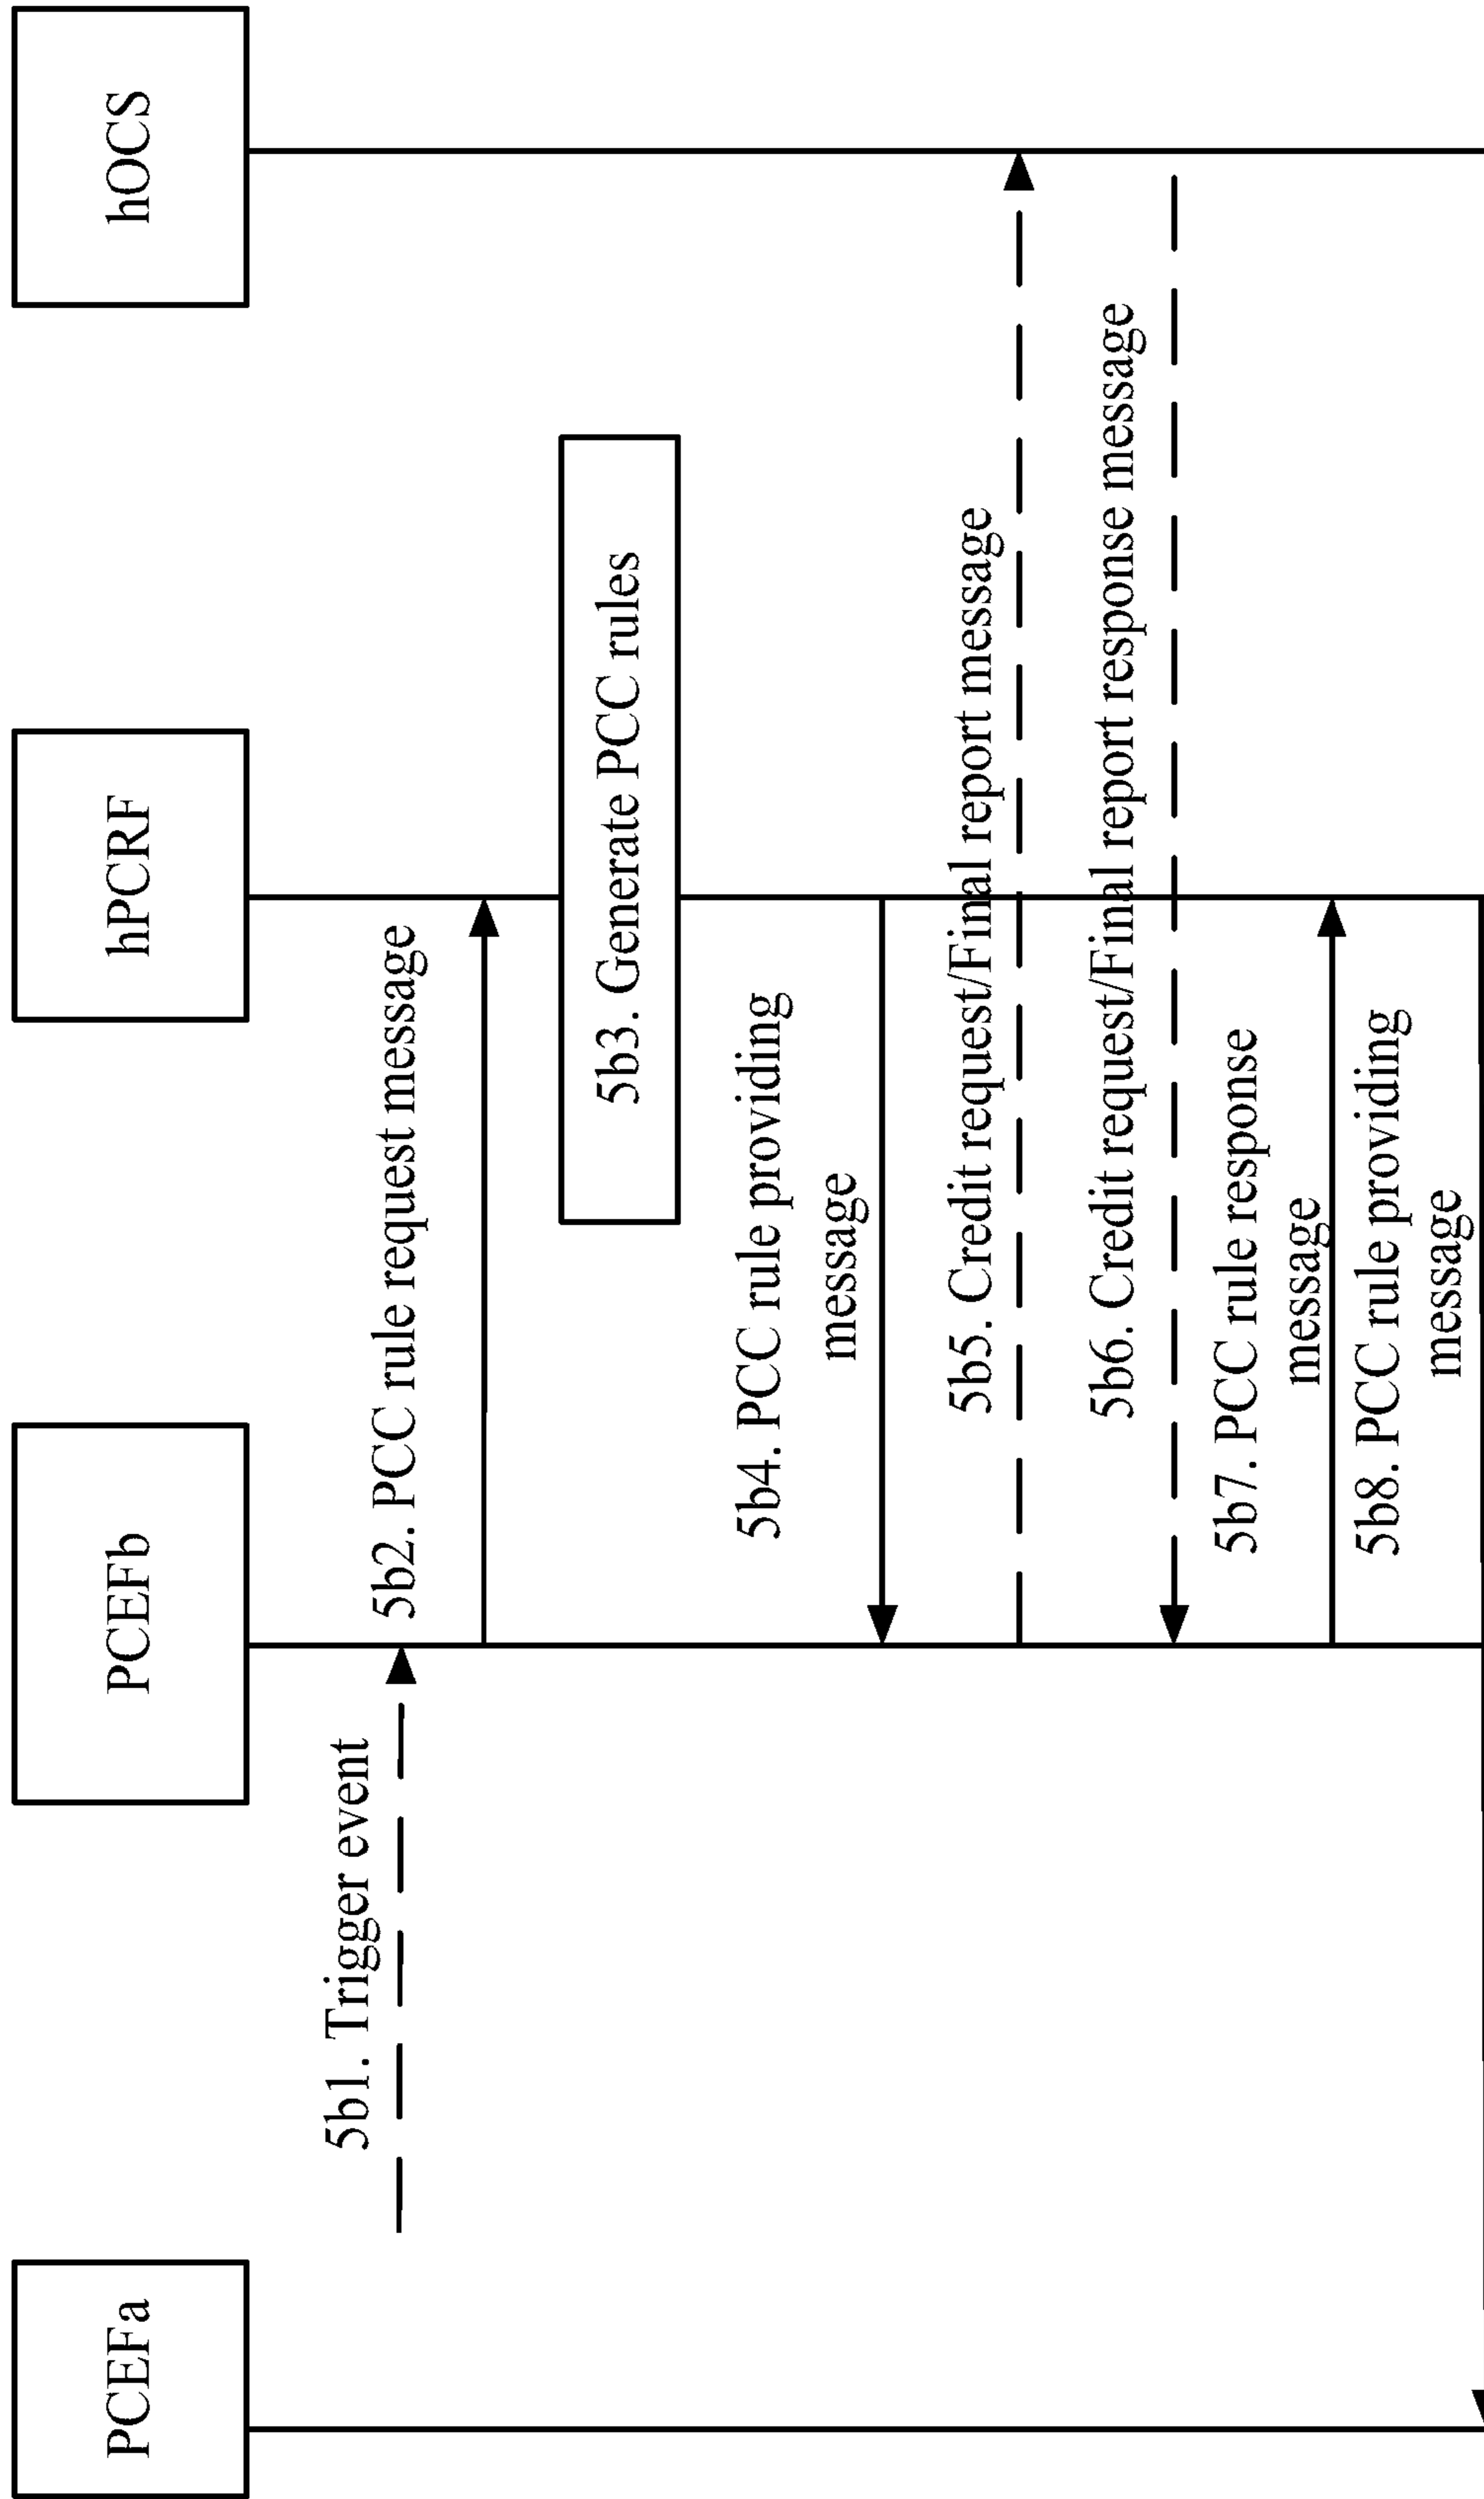 PCEFa
PCEFb
hPCRF
hOCS
5b1. Trigger event
5b2. PCC rule request message
5b3. Generate PCC rules
5b4. PCC rule providing
message
5b5. Credit request/Final report message
5b6. Credit request/Final report response message
5b7. PCC rule response
message
5b8. PCC rule providing
message